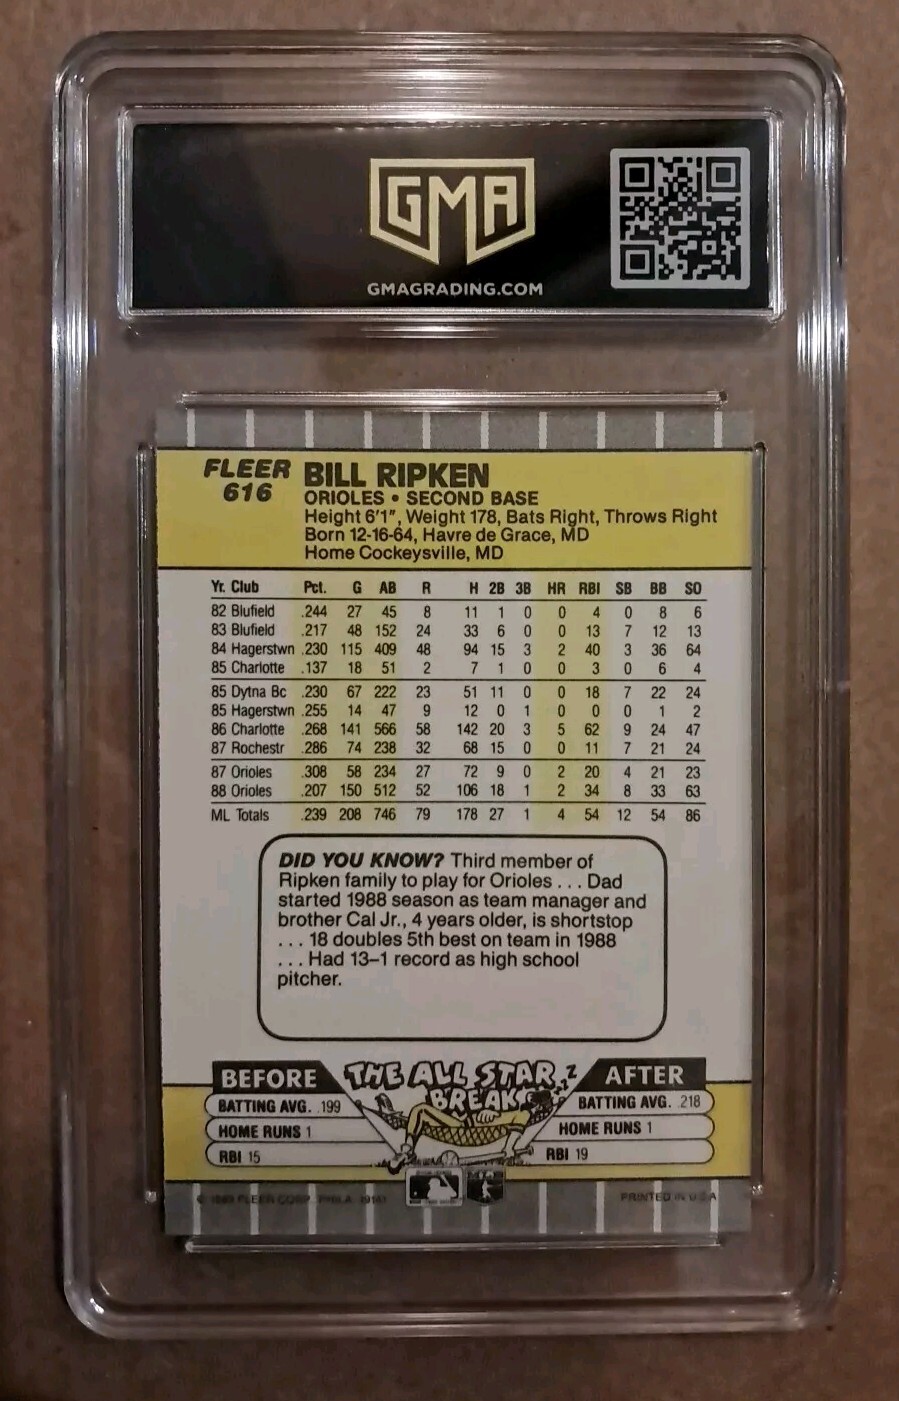 GMA
GMAGRADING.COM
FLEER
616
BILL RIPKEN
ORIOLES • SECOND BASE
Height 6'1", Weight 178, Bats Right, Throws Right
Born 12-16-64, Havre de Grace, MD
Home Cockeysville, MD
Yr. Club Pct. G AB R H 2B 3B HR RBI SB BB SO
82 Blufield .244 27 45 8 11 1 0 0 4 0 8 6
83 Blufield .217 48 152 24 33 6 0 0 13 7 12 13
84 Hagerstwn .230 115 409 48 94 15 3 2 40 3 36 64
85 Charlotte .137 18 51 2 7 1 0 0 3 0 6 4
85 Dytna Bc .230 67 222 23 51 11 0 0 18 7 22 24
85 Hagerstwn .255 14 47 9 12 0 1 0 0 0 1 2
86 Charlotte .268 141 566 58 142 20 3 5 62 9 24 47
87 Rochestr .286 74 238 32 68 15 0 0 11 7 21 24
87 Orioles .308 58 234 27 72 9 0 2 20 4 21 23
88 Orioles .207 150 512 52 106 18 1 2 34 8 33 63
ML Totals .239 208 746 79 178 27 1 4 54 12 54 86
DID YOU KNOW? Third member of
Ripken family to play for Orioles . . . Dad
started 1988 season as team manager and
brother Cal Jr., 4 years older, is shortstop
. . . 18 doubles 5th best on team in 1988
. . . Had 13–1 record as high school
pitcher.
BEFORE THE ALL STAR BREAK ZZZ AFTER
BATTING AVG. .199 BATTING AVG. .218
HOME RUNS 1 HOME RUNS 1
RBI 15 RBI 19
© 1989 FLEER CORP. PHILA. 19141 PRINTED IN U.S.A.